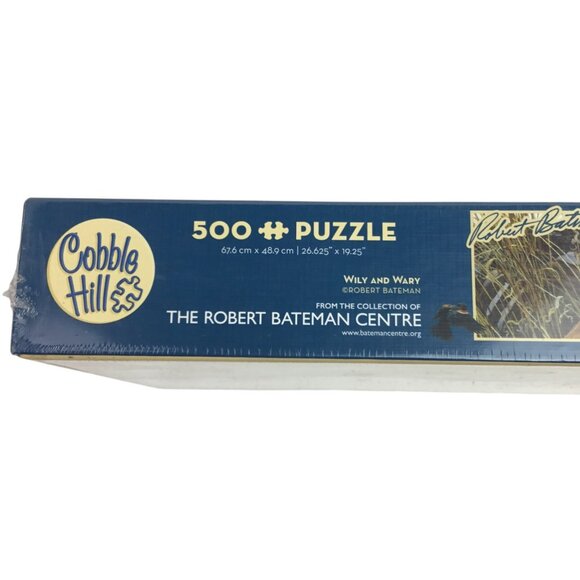 Cobble
Hill
500 PUZZLE
67.6 cm x 48.9 cm | 26.625" x 19.25"
WILY AND WARY
©ROBERT BATEMAN
FROM THE COLLECTION OF
THE ROBERT BATEMAN CENTRE
www.batemancentre.org
Robert